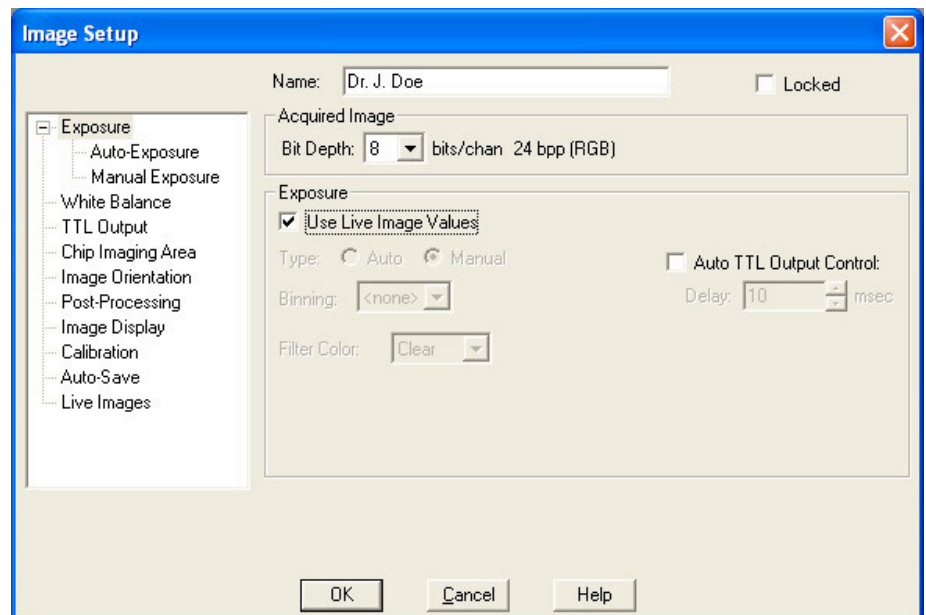 Image Setup
Name: Dr. J. Doe
Locked
Exposure
Auto-Exposure
Manual Exposure
White Balance
TTL Output
Chip Imaging Area
Image Orientation
Post-Processing
Image Display
Calibration
Auto-Save
Live Images
Acquired Image
Bit Depth: 8 bits/chan 24 bpp (RGB)
Exposure
Use Live Image Values
Type: Auto Manual
Binning: <none>
Filter Color: Clear
Auto TTL Output Control:
Delay: 10 msec
OK Cancel Help